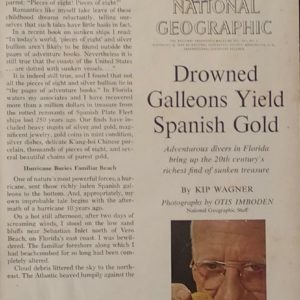 parrot: "Pieces of eight! Pieces of eight!"
Romantics like myself take leave of these
childhood dreams reluctantly, telling our-
selves that such tales have little basis in fact.
In a recent book on sunken ships I read:
"In today's world, 'pieces of eight' and silver
bullion aren't likely to be found outside the
pages of adventure books. Nevertheless it is
still true that the coasts of the United States
are dotted with sunken vessels. . . ."
It is indeed still true, and I found that not
all the pieces of eight and silver bullion are in
the "pages of adventure books." In Florida
waters my associates and I have recovered
more than a million dollars in treasure from
the rotted remnants of Spanish Plate Fleet
ships lost 250 years ago. Our finds have in-
cluded heavy ingots of silver and gold, mag-
nificent jewelry, gold coins in mint condition,
silver disks, delicate K'ang-hsi Chinese por-
celain, thousands of pieces of eight, and sev-
eral beautiful chains of purest gold.
Hurricane Buries Familiar Beach
One of nature's most powerful forces, a hur-
ricane, sent those richly laden Spanish galle-
ons to the bottom. And, appropriately, my
own improbable tale begins with the after-
math of a hurricane 10 years ago.
On a hot still afternoon, after two days of
screaming winds, I stood on the low sand
bluffs near Sebastian Inlet north of Vero
Beach, on Florida's east coast. I was bewil-
dered. The familiar foreshore along which I
had beachcombed for so long had been com-
pletely altered.
Cloud debris littered the sky to the north-
east. The Atlantic heaved limpidly against the
NATIONAL
GEOGRAPHIC
Drowned
Galleons Yield
Spanish Gold
Adventurous divers in Florida
bring up the 20th century's
richest find of sunken treasure
By KIP WAGNER
Photographs by OTIS IMBODEN
National Geographic Staff